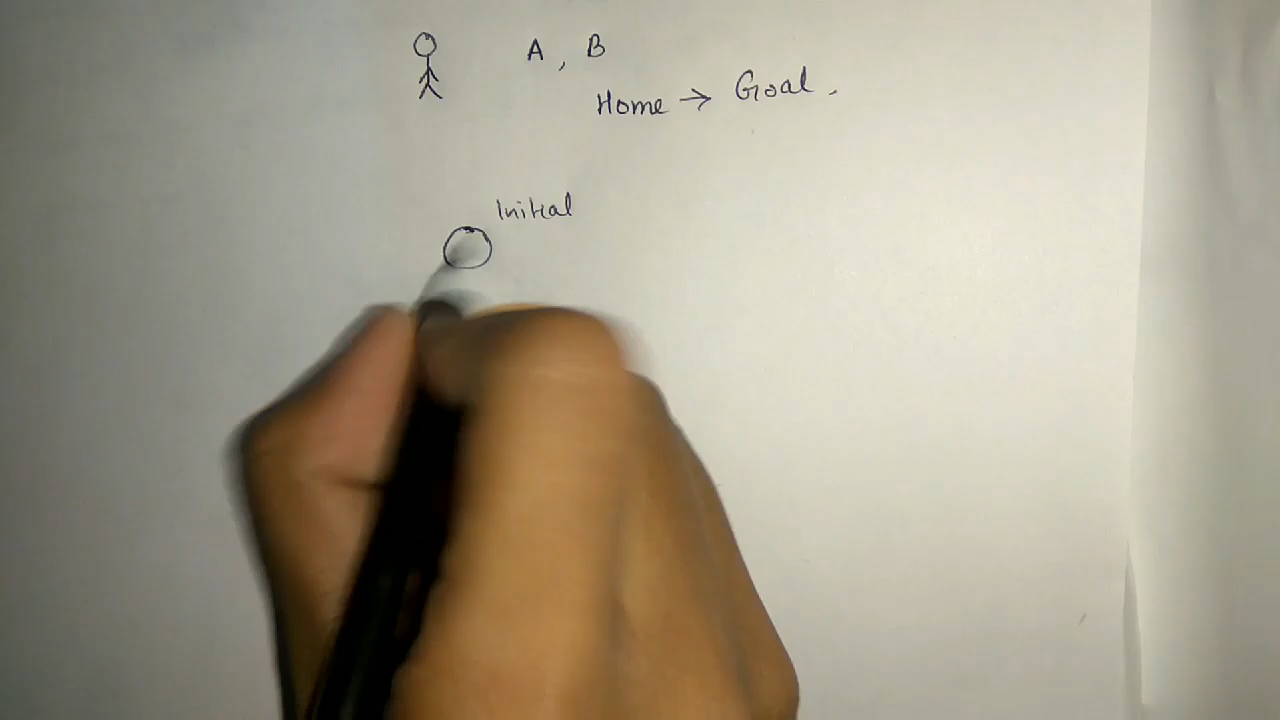 A , B
Home → Goal .
Initial